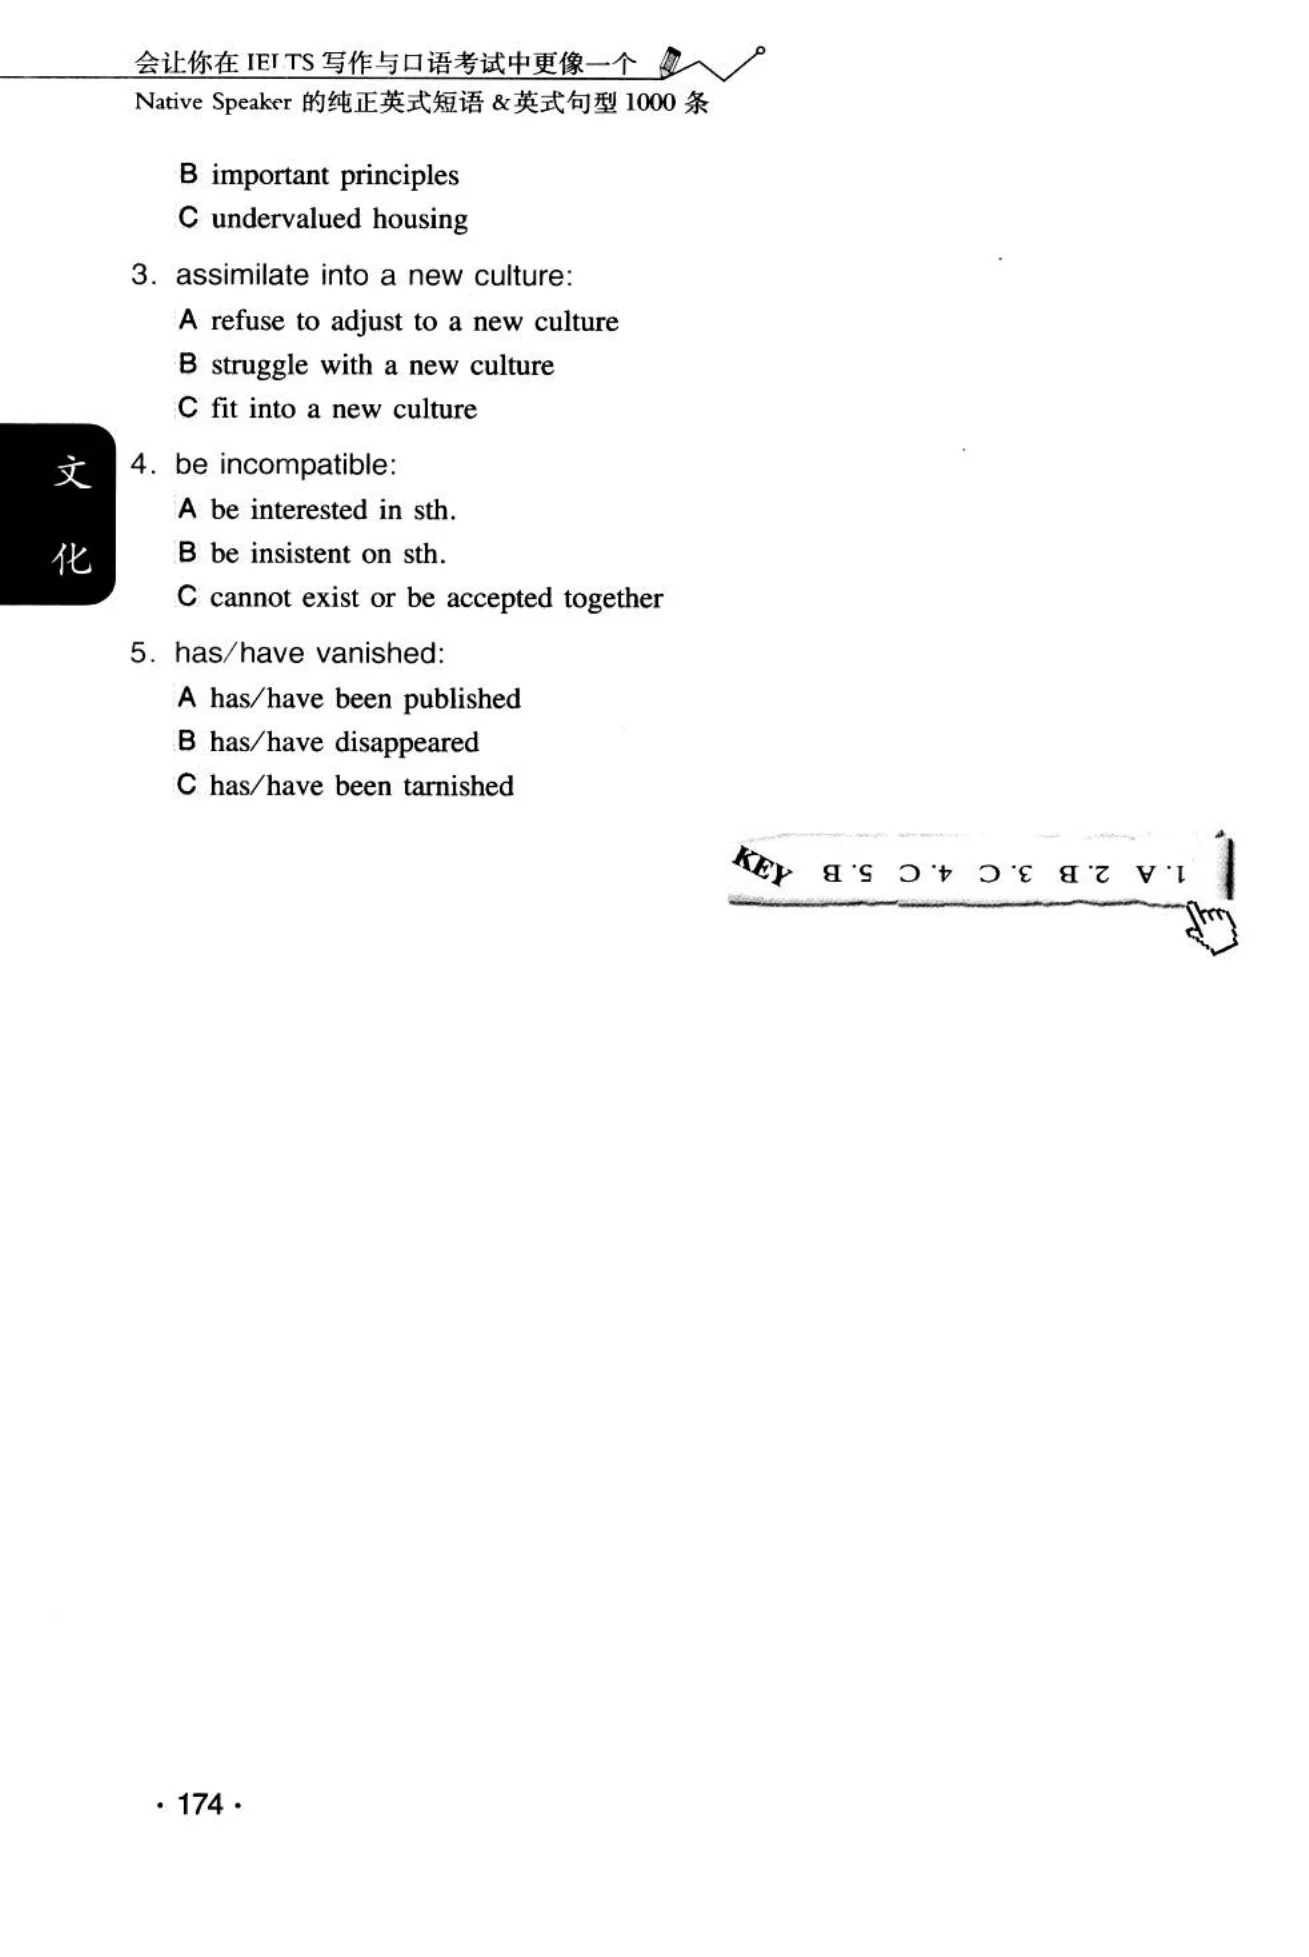 会让你在 IELTS 写作与口语考试中更像一个
Native Speaker 的纯正英式短语 & 英式句型 1000 条
B important principles
C undervalued housing
3. assimilate into a new culture:
A refuse to adjust to a new culture
B struggle with a new culture
C fit into a new culture
文
化
4. be incompatible:
A be interested in sth.
B be insistent on sth.
C cannot exist or be accepted together
5. has/have vanished:
A has/have been published
B has/have disappeared
C has/have been tarnished
KEY
1. A 2. B 3. C 4. C 5. B
· 174 ·